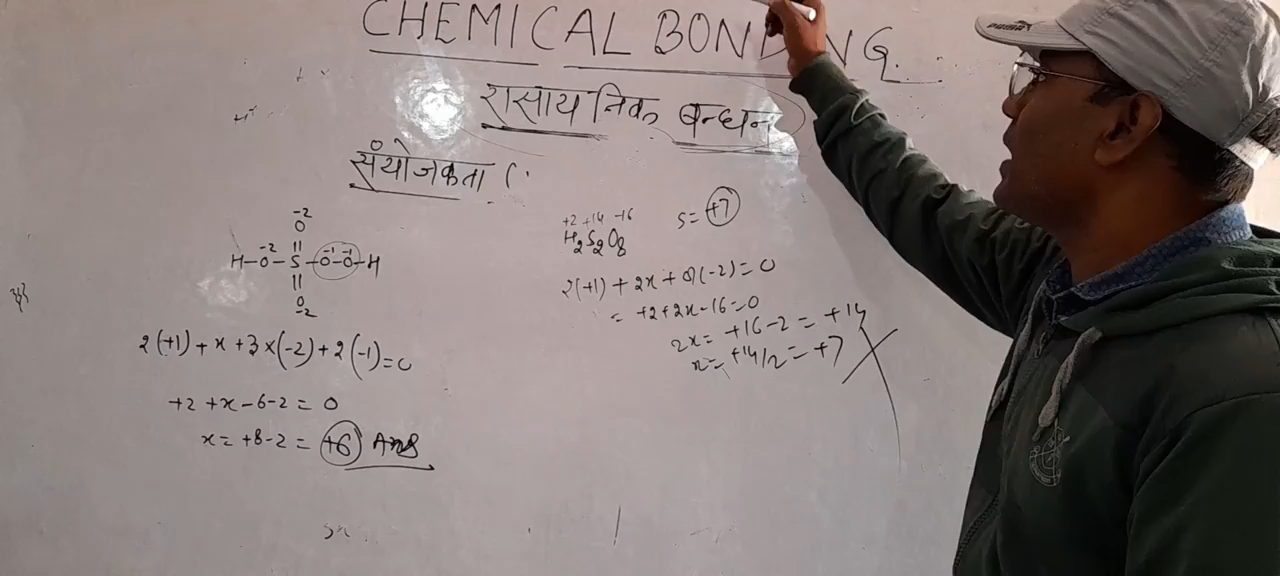 CHEMICAL BONDING
रासायनिक बन्धन
संयोजकता (
-2
O
-2 -1 -1
H-O-S-O-O-H
O
-2
2(+1) + x + 3×(-2) + 2(-1) = 0
+2 + x - 6 - 2 = 0
x = +8 - 2 = +6 Ans
+2 +14 -16
H2S2O8
S = +7
2(+1) + 2x + 8(-2) = 0
= +2 + 2x - 16 = 0
2x = +16 - 2 = +14
x = +14/2 = +7
PUMA